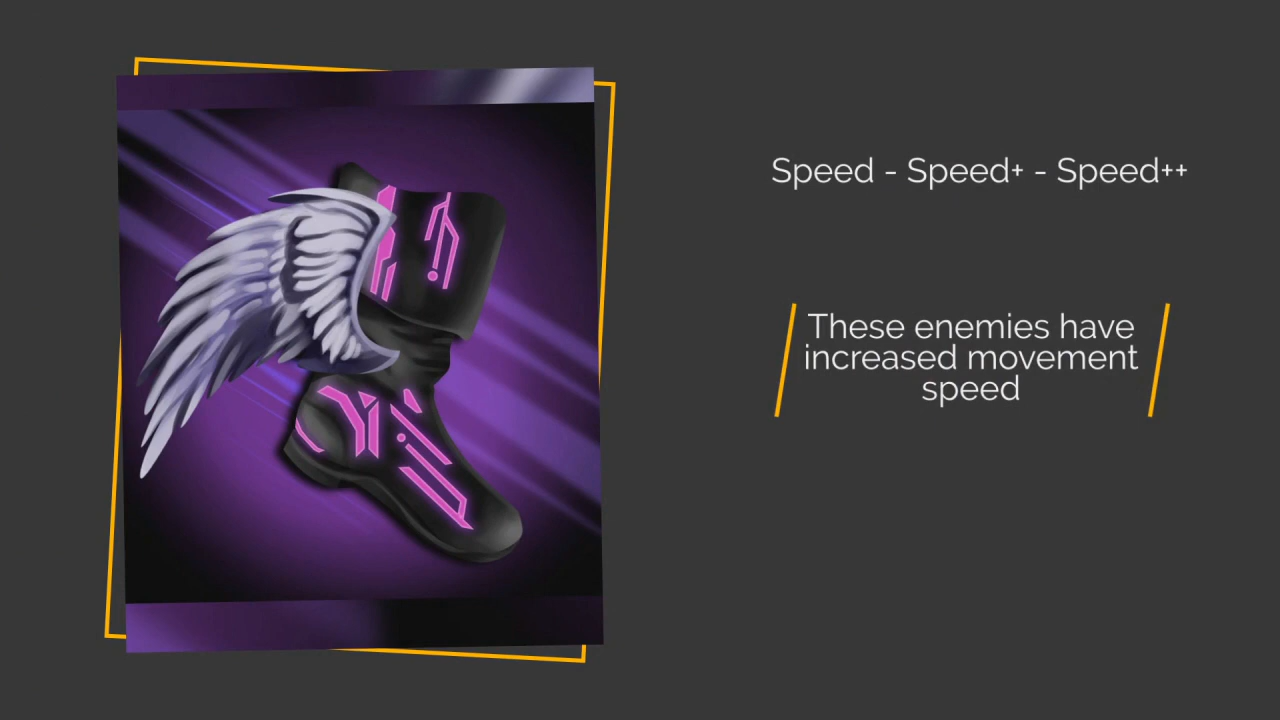 Speed - Speed+ - Speed++
These enemies have
increased movement
speed